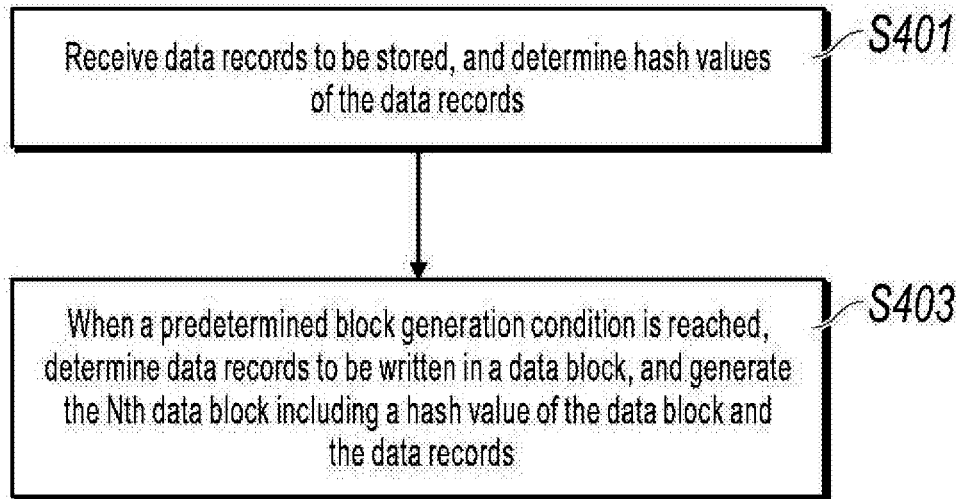 Receive data records to be stored, and determine hash values
of the data records
S401
When a predetermined block generation condition is reached,
determine data records to be written in a data block, and generate
the Nth data block including a hash value of the data block and
the data records
S403